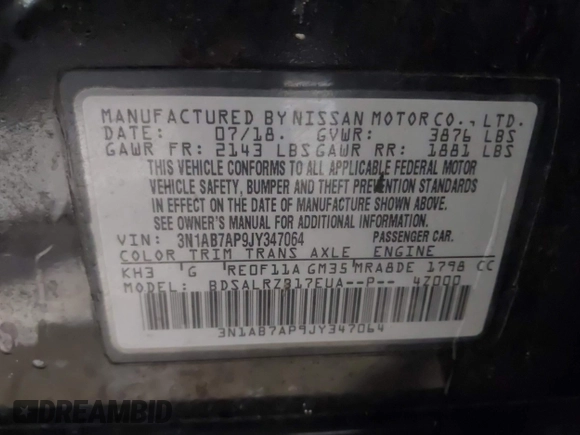 MANUFACTURED BY NISSAN MOTOR CO., LTD.
DATE: 07/18. GVWR: 3876 LBS
GAWR FR: 2143 LBS GAWR RR: 1881 LBS
THIS VEHICLE CONFORMS TO ALL APPLICABLE FEDERAL MOTOR
VEHICLE SAFETY, BUMPER AND THEFT PREVENTION STANDARDS
IN EFFECT ON THE DATE OF MANUFACTURE SHOWN ABOVE.
SEE OWNER'S MANUAL FOR ADDITIONAL INFORMATION.
VIN: 3N1AB7AP9JY347064 PASSENGER CAR.
COLOR TRIM TRANS AXLE ENGINE
KH3 G RE0F11A GM35 MRA8DE 1798 CC
MODEL: BDSALRZB17EUA--P-- 4Z000
3N1AB7AP9JY347064
DREAMBID